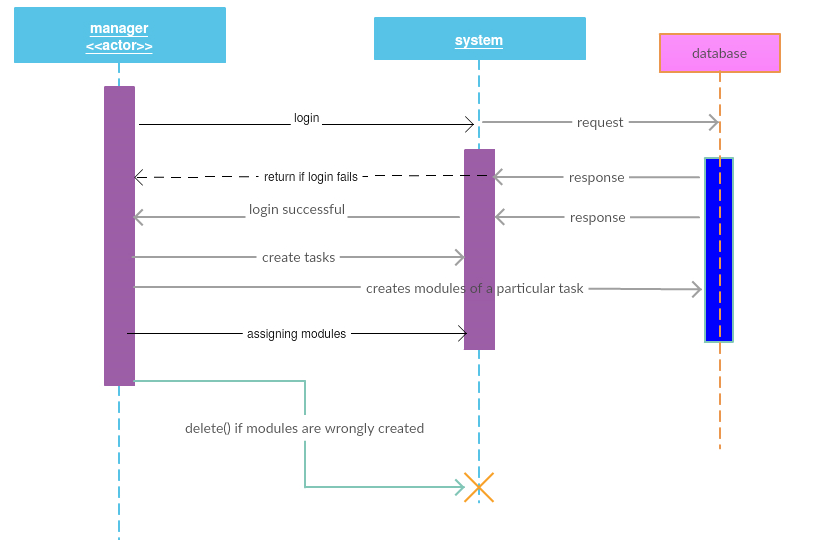 manager
<<actor>>
system
database
login
request
return if login fails
response
login successful
response
create tasks
creates modules of a particular task
assigning modules
delete() if modules are wrongly created